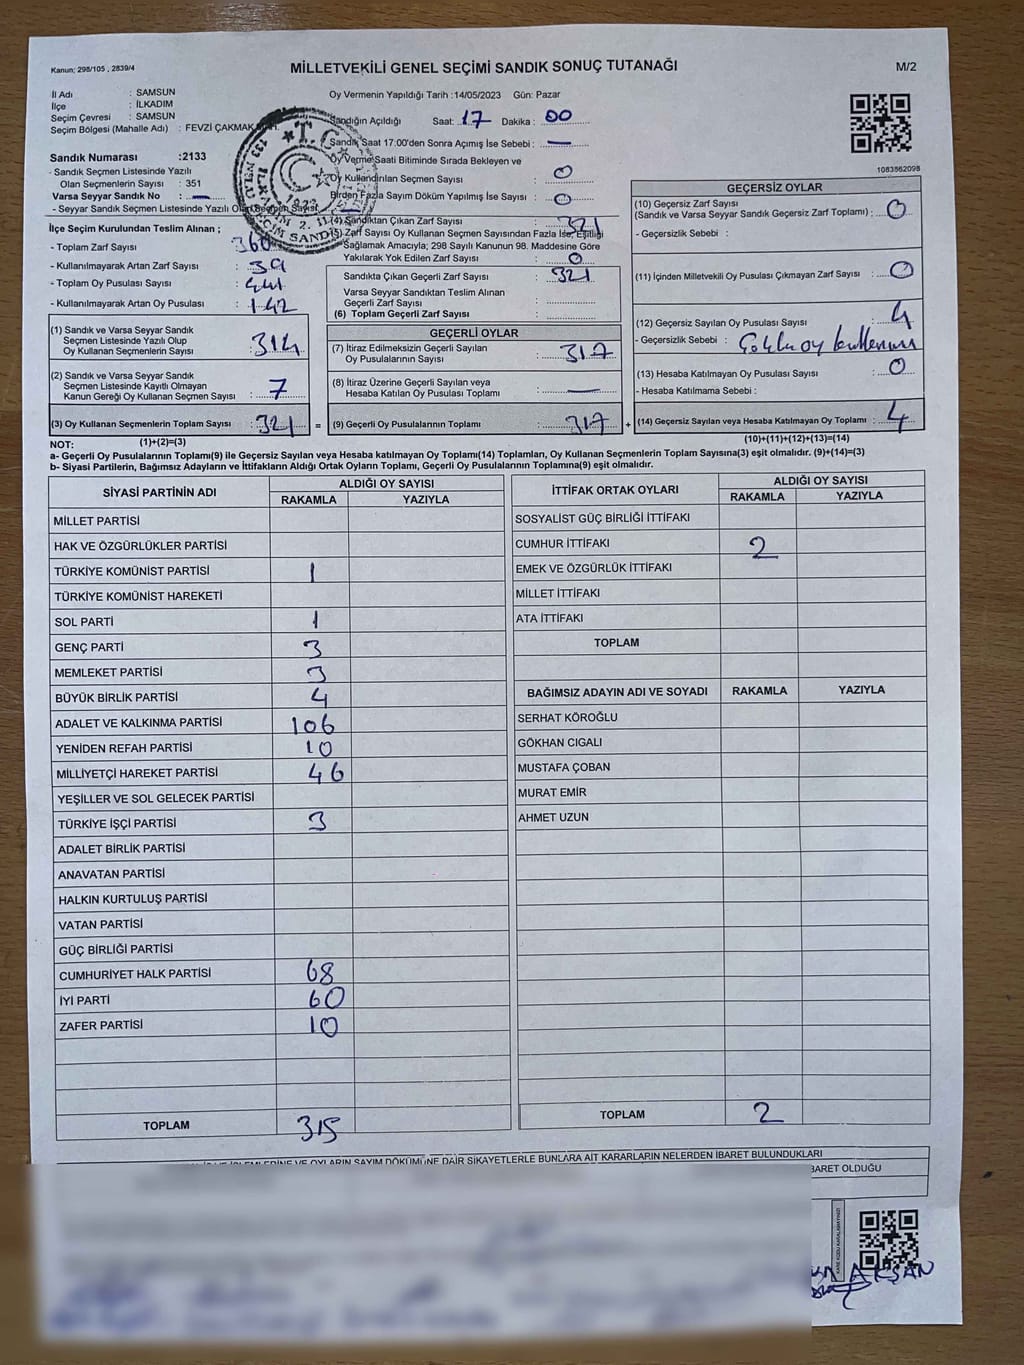 Kanun; 298/105 , 2839/4
MİLLETVEKİLİ GENEL SEÇİMİ SANDIK SONUÇ TUTANAĞI
M/2
İl Adı : SAMSUN
İlçe : İLKADIM
Seçim Çevresi : SAMSUN
Seçim Bölgesi (Mahalle Adı) : FEVZİ ÇAKMAK
Oy Vermenin Yapıldığı Tarih :14/05/2023 Gün: Pazar
Sandığın Açıldığı Saat: 17 Dakika : 00
Sandık Saat 17.00'den Sonra Açılmış İse Sebebi : —
Oy Verme Saati Bitiminde Sırada Bekleyen ve
Oy Kullandırılan Seçmen Sayısı : 0
Birden Fazla Sayım Döküm Yapılmış İse Sayısı : 0
(4) Sandıktan Çıkan Zarf Sayısı : 321
(5) Zarf Sayısı Oy Kullanan Seçmen Sayısından Fazla İse, Eşitliği
Sağlamak Amacıyla; 298 Sayılı Kanunun 98. Maddesine Göre
Yakılarak Yok Edilen Zarf Sayısı : 0
Sandık Numarası :2133
- Sandık Seçmen Listesinde Yazılı
Olan Seçmenlerin Sayısı : 351
Varsa Seyyar Sandık No : —
- Seyyar Sandık Seçmen Listesinde Yazılı
T.C.
1923
İlçe Seçim Kurulundan Teslim Alınan ;
- Toplam Zarf Sayısı : 360
- Kullanılmayarak Artan Zarf Sayısı : 39
- Toplam Oy Pusulası Sayısı : 441
- Kullanılmayarak Artan Oy Pusulası : 142
Sandıkta Çıkan Geçerli Zarf Sayısı : 321
Varsa Seyyar Sandıktan Teslim Alınan
Geçerli Zarf Sayısı :
(6) Toplam Geçerli Zarf Sayısı :
1083862098
GEÇERSİZ OYLAR
(10) Geçersiz Zarf Sayısı
(Sandık ve Varsa Seyyar Sandık Geçersiz Zarf Toplamı) : 0
- Geçersizlik Sebebi :
(11) İçinden Milletvekili Oy Pusulası Çıkmayan Zarf Sayısı : 0
(12) Geçersiz Sayılan Oy Pusulası Sayısı : 4
- Geçersizlik Sebebi : Çoklu oy kullanımı
(13) Hesaba Katılmayan Oy Pusulası Sayısı : 0
- Hesaba Katılmama Sebebi :
(14) Geçersiz Sayılan veya Hesaba Katılmayan Oy Toplamı : 4
(1) Sandık ve Varsa Seyyar Sandık
Seçmen Listesinde Yazılı Olup
Oy Kullanan Seçmenlerin Sayısı : 314
(2) Sandık ve Varsa Seyyar Sandık
Seçmen Listesinde Kayıtlı Olmayan
Kanun Gereği Oy Kullanan Seçmen Sayısı : 7
(3) Oy Kullanan Seçmenlerin Toplam Sayısı : 321 =
GEÇERLİ OYLAR
(7) İtiraz Edilmeksizin Geçerli Sayılan
Oy Pusulalarının Sayısı : 317
(8) İtiraz Üzerine Geçerli Sayılan veya
Hesaba Katılan Oy Pusulası Toplamı : —
(9) Geçerli Oy Pusulalarının Toplamı : 317 +
NOT: (1)+(2)=(3)
(10)+(11)+(12)+(13)=(14)
a- Geçerli Oy Pusulalarının Toplamı(9) ile Geçersiz Sayılan veya Hesaba katılmayan Oy Toplamı(14) Toplamları, Oy Kullanan Seçmenlerin Toplam Sayısına(3) eşit olmalıdır. (9)+(14)=(3)
b- Siyasi Partilerin, Bağımsız Adayların ve İttifakların Aldığı Ortak Oyların Toplamı, Geçerli Oy Pusulalarının Toplamına(9) eşit olmalıdır.
SİYASİ PARTİNİN ADI ALDIĞI OY SAYISI
RAKAMLA YAZIYLA
MİLLET PARTİSİ
HAK VE ÖZGÜRLÜKLER PARTİSİ
TÜRKİYE KOMÜNİST PARTİSİ 1
TÜRKİYE KOMÜNİST HAREKETİ
SOL PARTİ 1
GENÇ PARTİ 3
MEMLEKET PARTİSİ 3
BÜYÜK BİRLİK PARTİSİ 4
ADALET VE KALKINMA PARTİSİ 106
YENİDEN REFAH PARTİSİ 10
MİLLİYETÇİ HAREKET PARTİSİ 46
YEŞİLLER VE SOL GELECEK PARTİSİ
TÜRKİYE İŞÇİ PARTİSİ 3
ADALET BİRLİK PARTİSİ
ANAVATAN PARTİSİ
HALKIN KURTULUŞ PARTİSİ
VATAN PARTİSİ
GÜÇ BİRLİĞİ PARTİSİ
CUMHURİYET HALK PARTİSİ 68
İYİ PARTİ 60
ZAFER PARTİSİ 10
TOPLAM 315
İTTİFAK ORTAK OYLARI ALDIĞI OY SAYISI
RAKAMLA YAZIYLA
SOSYALİST GÜÇ BİRLİĞİ İTTİFAKI
CUMHUR İTTİFAKI 2
EMEK VE ÖZGÜRLÜK İTTİFAKI
MİLLET İTTİFAKI
ATA İTTİFAKI
TOPLAM
BAĞIMSIZ ADAYIN ADI VE SOYADI RAKAMLA YAZIYLA
SERHAT KÖROĞLU
GÖKHAN CIGALI
MUSTAFA ÇOBAN
MURAT EMİR
AHMET UZUN
TOPLAM 2
OYLARIN SAYIM DÖKÜMÜNE DAİR ŞİKAYETLERLE BUNLARA AİT KARARLARIN NELERDEN İBARET BULUNDUKLARI
BARET OLDUĞU
AKŞAN